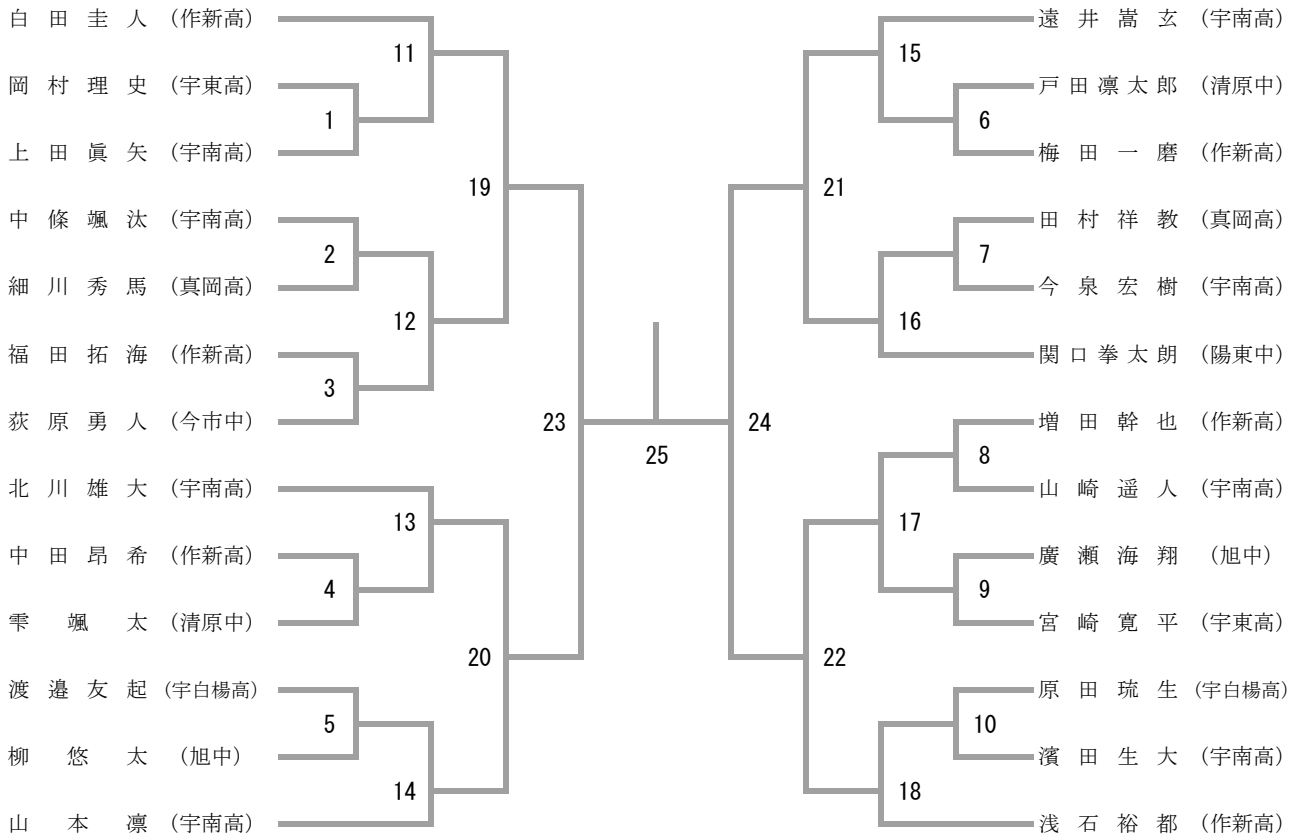 白田圭人（作新高）
岡村理史（宇東高）
上田眞矢（宇南高）
中條颯汰（宇南高）
細川秀馬（真岡高）
福田拓海（作新高）
荻原勇人（今市中）
北川雄大（宇南高）
中田昂希（作新高）
雫颯太（清原中）
渡邉友起（宇白楊高）
柳悠太（旭中）
山本凛（宇南高）
11
1
19
2
12
3
23
13
4
20
5
14
25
15
6
21
7
16
24
8
17
9
22
10
18
遠井嵩玄（宇南高）
戸田凛太郎（清原中）
梅田一磨（作新高）
田村祥教（真岡高）
今泉宏樹（宇南高）
関口拳太朗（陽東中）
増田幹也（作新高）
山崎遥人（宇南高）
廣瀬海翔（旭中）
宮崎寛平（宇東高）
原田琉生（宇白楊高）
濱田生大（宇南高）
浅石裕都（作新高）